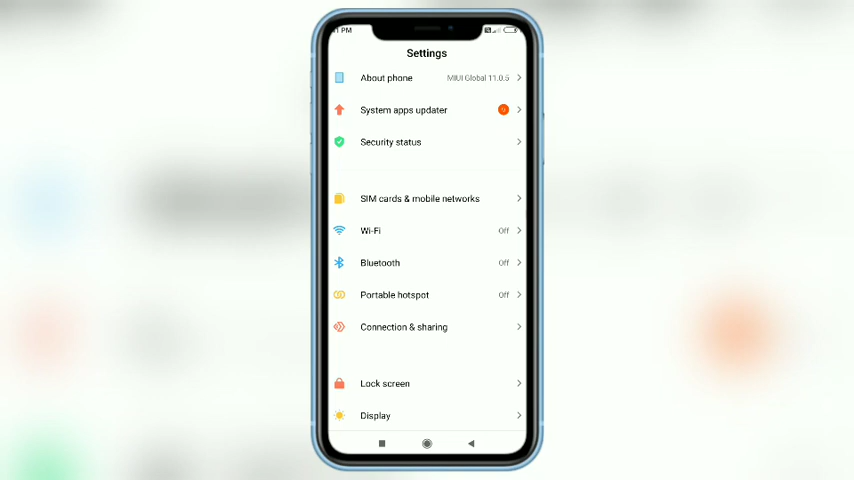 PM
Settings
About phone MIUI Global 11.0.5
System apps updater
Security status
SIM cards & mobile networks
Wi-Fi Off
Bluetooth Off
Portable hotspot Off
Connection & sharing
Lock screen
Display